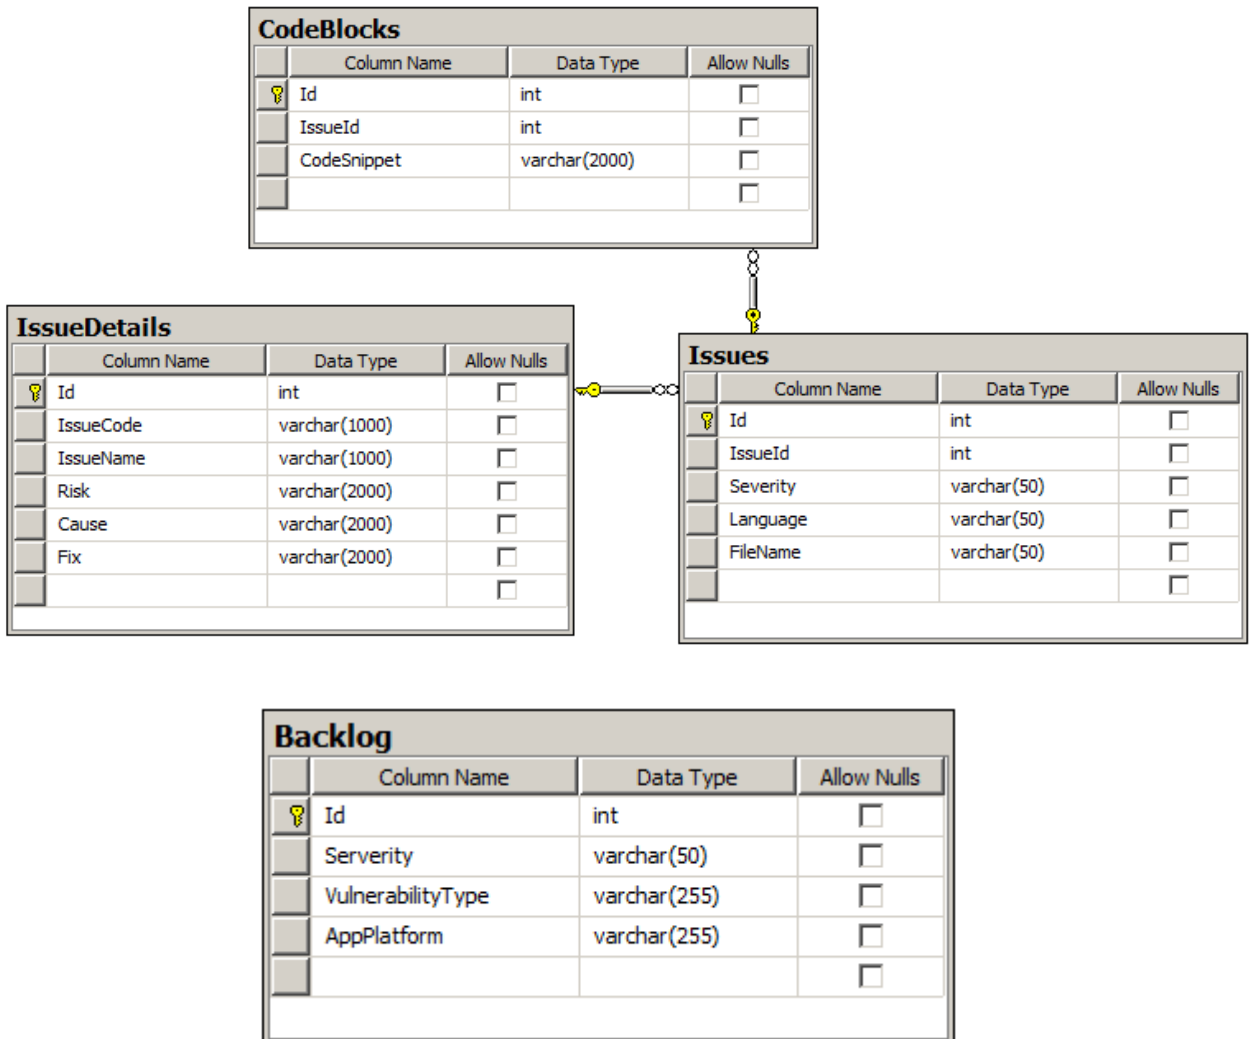 CodeBlocks
Column Name Data Type Allow Nulls
Id int
IssueId int
CodeSnippet varchar(2000)
IssueDetails
Column Name Data Type Allow Nulls
Id int
IssueCode varchar(1000)
IssueName varchar(1000)
Risk varchar(2000)
Cause varchar(2000)
Fix varchar(2000)
Issues
Column Name Data Type Allow Nulls
Id int
IssueId int
Severity varchar(50)
Language varchar(50)
FileName varchar(50)
Backlog
Column Name Data Type Allow Nulls
Id int
Serverity varchar(50)
VulnerabilityType varchar(255)
AppPlatform varchar(255)